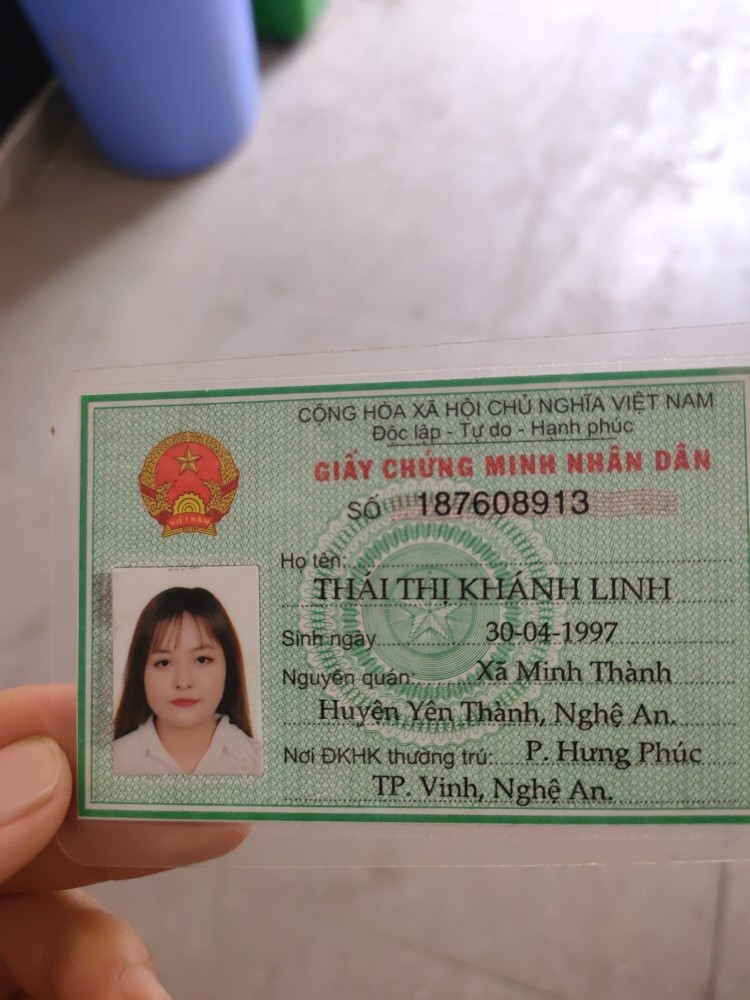 CỘNG HÒA XÃ HỘI CHỦ NGHĨA VIỆT NAM
Độc lập - Tự do - Hạnh phúc
GIẤY CHỨNG MINH NHÂN DÂN
SỐ 187608913
VIỆT NAM
Họ tên:
THÁI THỊ KHÁNH LINH
Sinh ngày 30-04-1997
Nguyên quán: Xã Minh Thành
Huyện Yên Thành, Nghệ An.
Nơi ĐKHK thường trú: P. Hưng Phúc
TP. Vinh, Nghệ An.